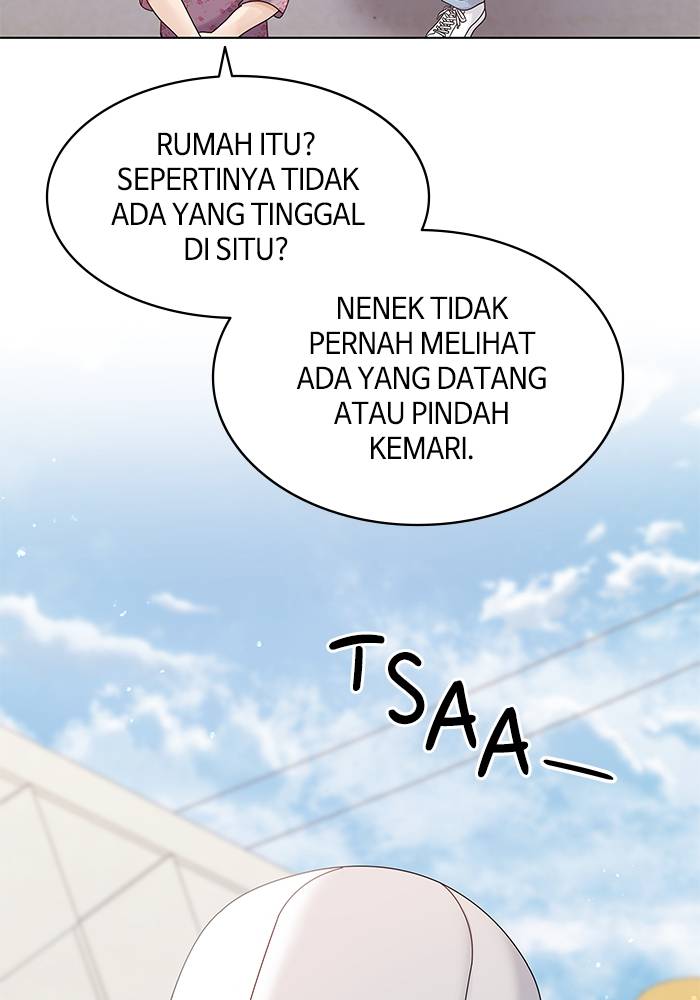 RUMAH ITU?
SEPERTINYA TIDAK
ADA YANG TINGGAL
DI SITU?
NENEK TIDAK
PERNAH MELIHAT
ADA YANG DATANG
ATAU PINDAH
KEMARI.
TSAA—